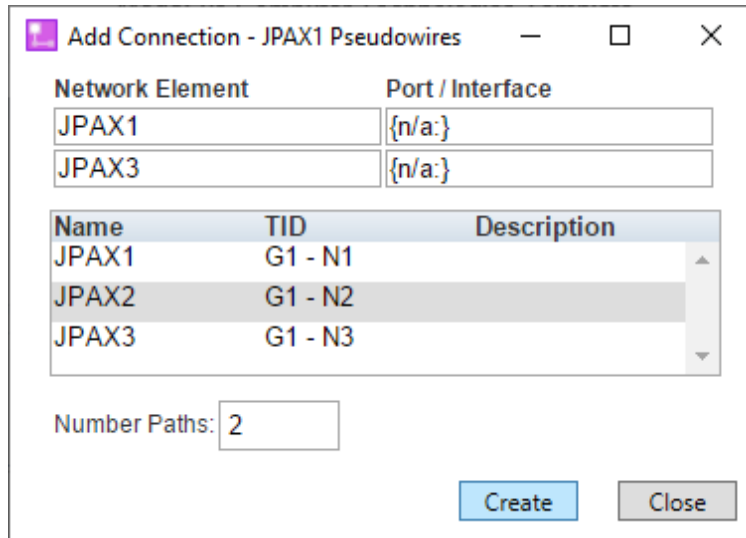 Add Connection - JPAX1 Pseudowires
Network Element Port / Interface
JPAX1 {n/a:}
JPAX3 {n/a:}
Name TID Description
JPAX1 G1 - N1
JPAX2 G1 - N2
JPAX3 G1 - N3
Number Paths: 2
Create Close